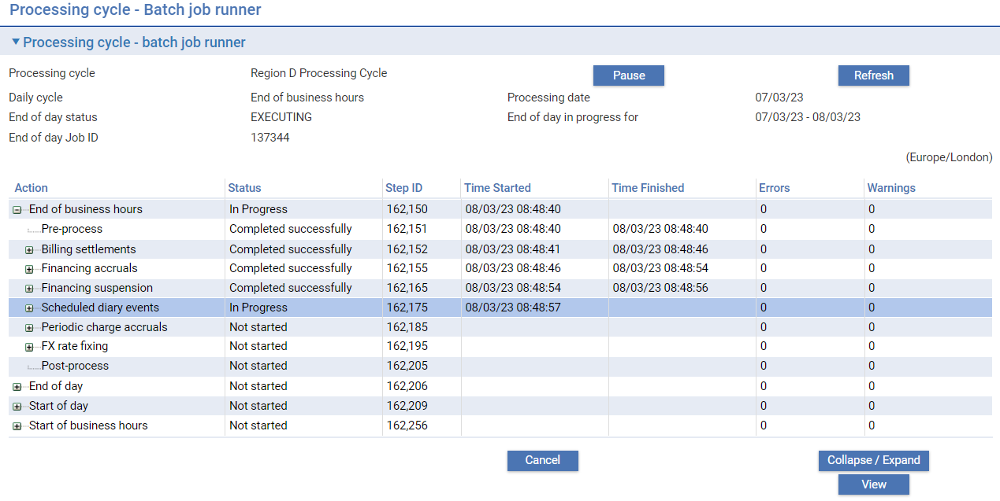 Processing cycle - Batch job runner
Processing cycle - batch job runner
Processing cycle Region D Processing Cycle Pause Refresh
Daily cycle End of business hours Processing date 07/03/23
End of day status EXECUTING End of day in progress for 07/03/23 - 08/03/23
End of day Job ID 137344
(Europe/London)
Action Status Step ID Time Started Time Finished Errors Warnings
End of business hours In Progress 162,150 08/03/23 08:48:40 0 0
Pre-process Completed successfully 162,151 08/03/23 08:48:40 08/03/23 08:48:40 0 0
Billing settlements Completed successfully 162,152 08/03/23 08:48:41 08/03/23 08:48:46 0 0
Financing accruals Completed successfully 162,155 08/03/23 08:48:46 08/03/23 08:48:54 0 0
Financing suspension Completed successfully 162,165 08/03/23 08:48:54 08/03/23 08:48:56 0 0
Scheduled diary events In Progress 162,175 08/03/23 08:48:57 0 0
Periodic charge accruals Not started 162,185 0 0
FX rate fixing Not started 162,195 0 0
Post-process Not started 162,205 0 0
End of day Not started 162,206 0 0
Start of day Not started 162,209 0 0
Start of business hours Not started 162,256 0 0
Cancel Collapse / Expand
View